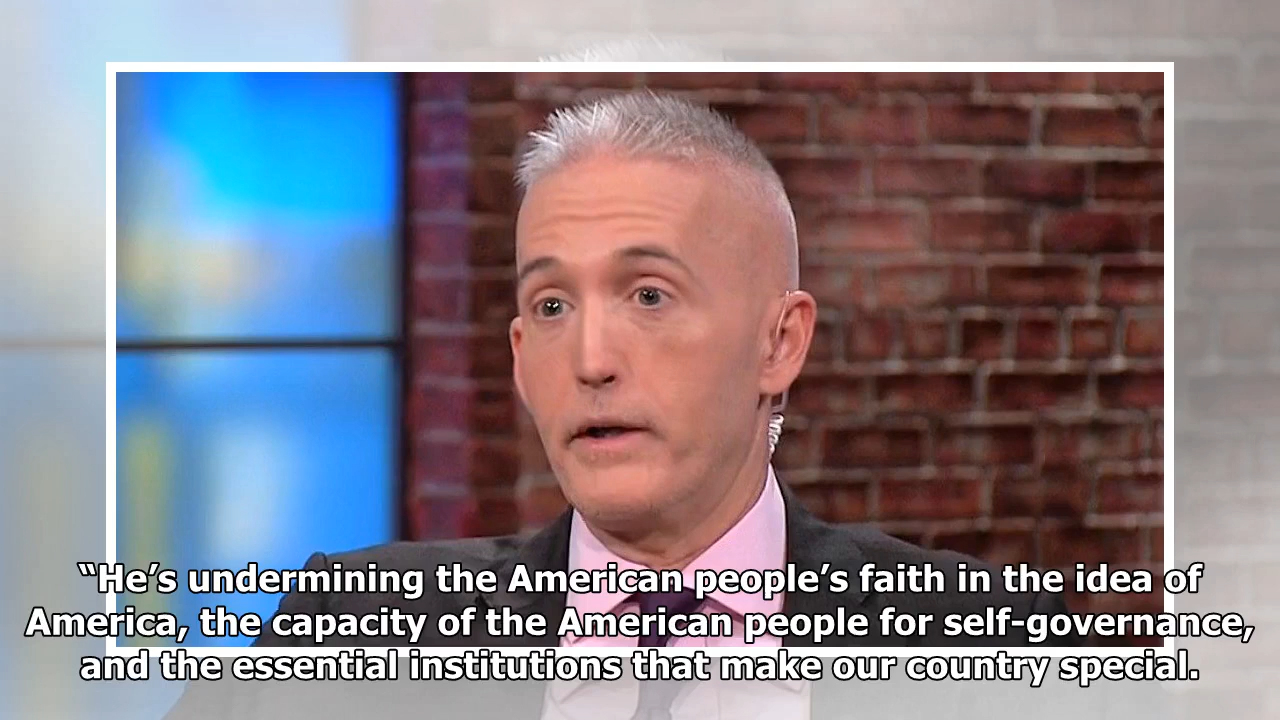 “He’s undermining the American people’s faith in the idea of
America, the capacity of the American people for self-governance,
and the essential institutions that make our country special.